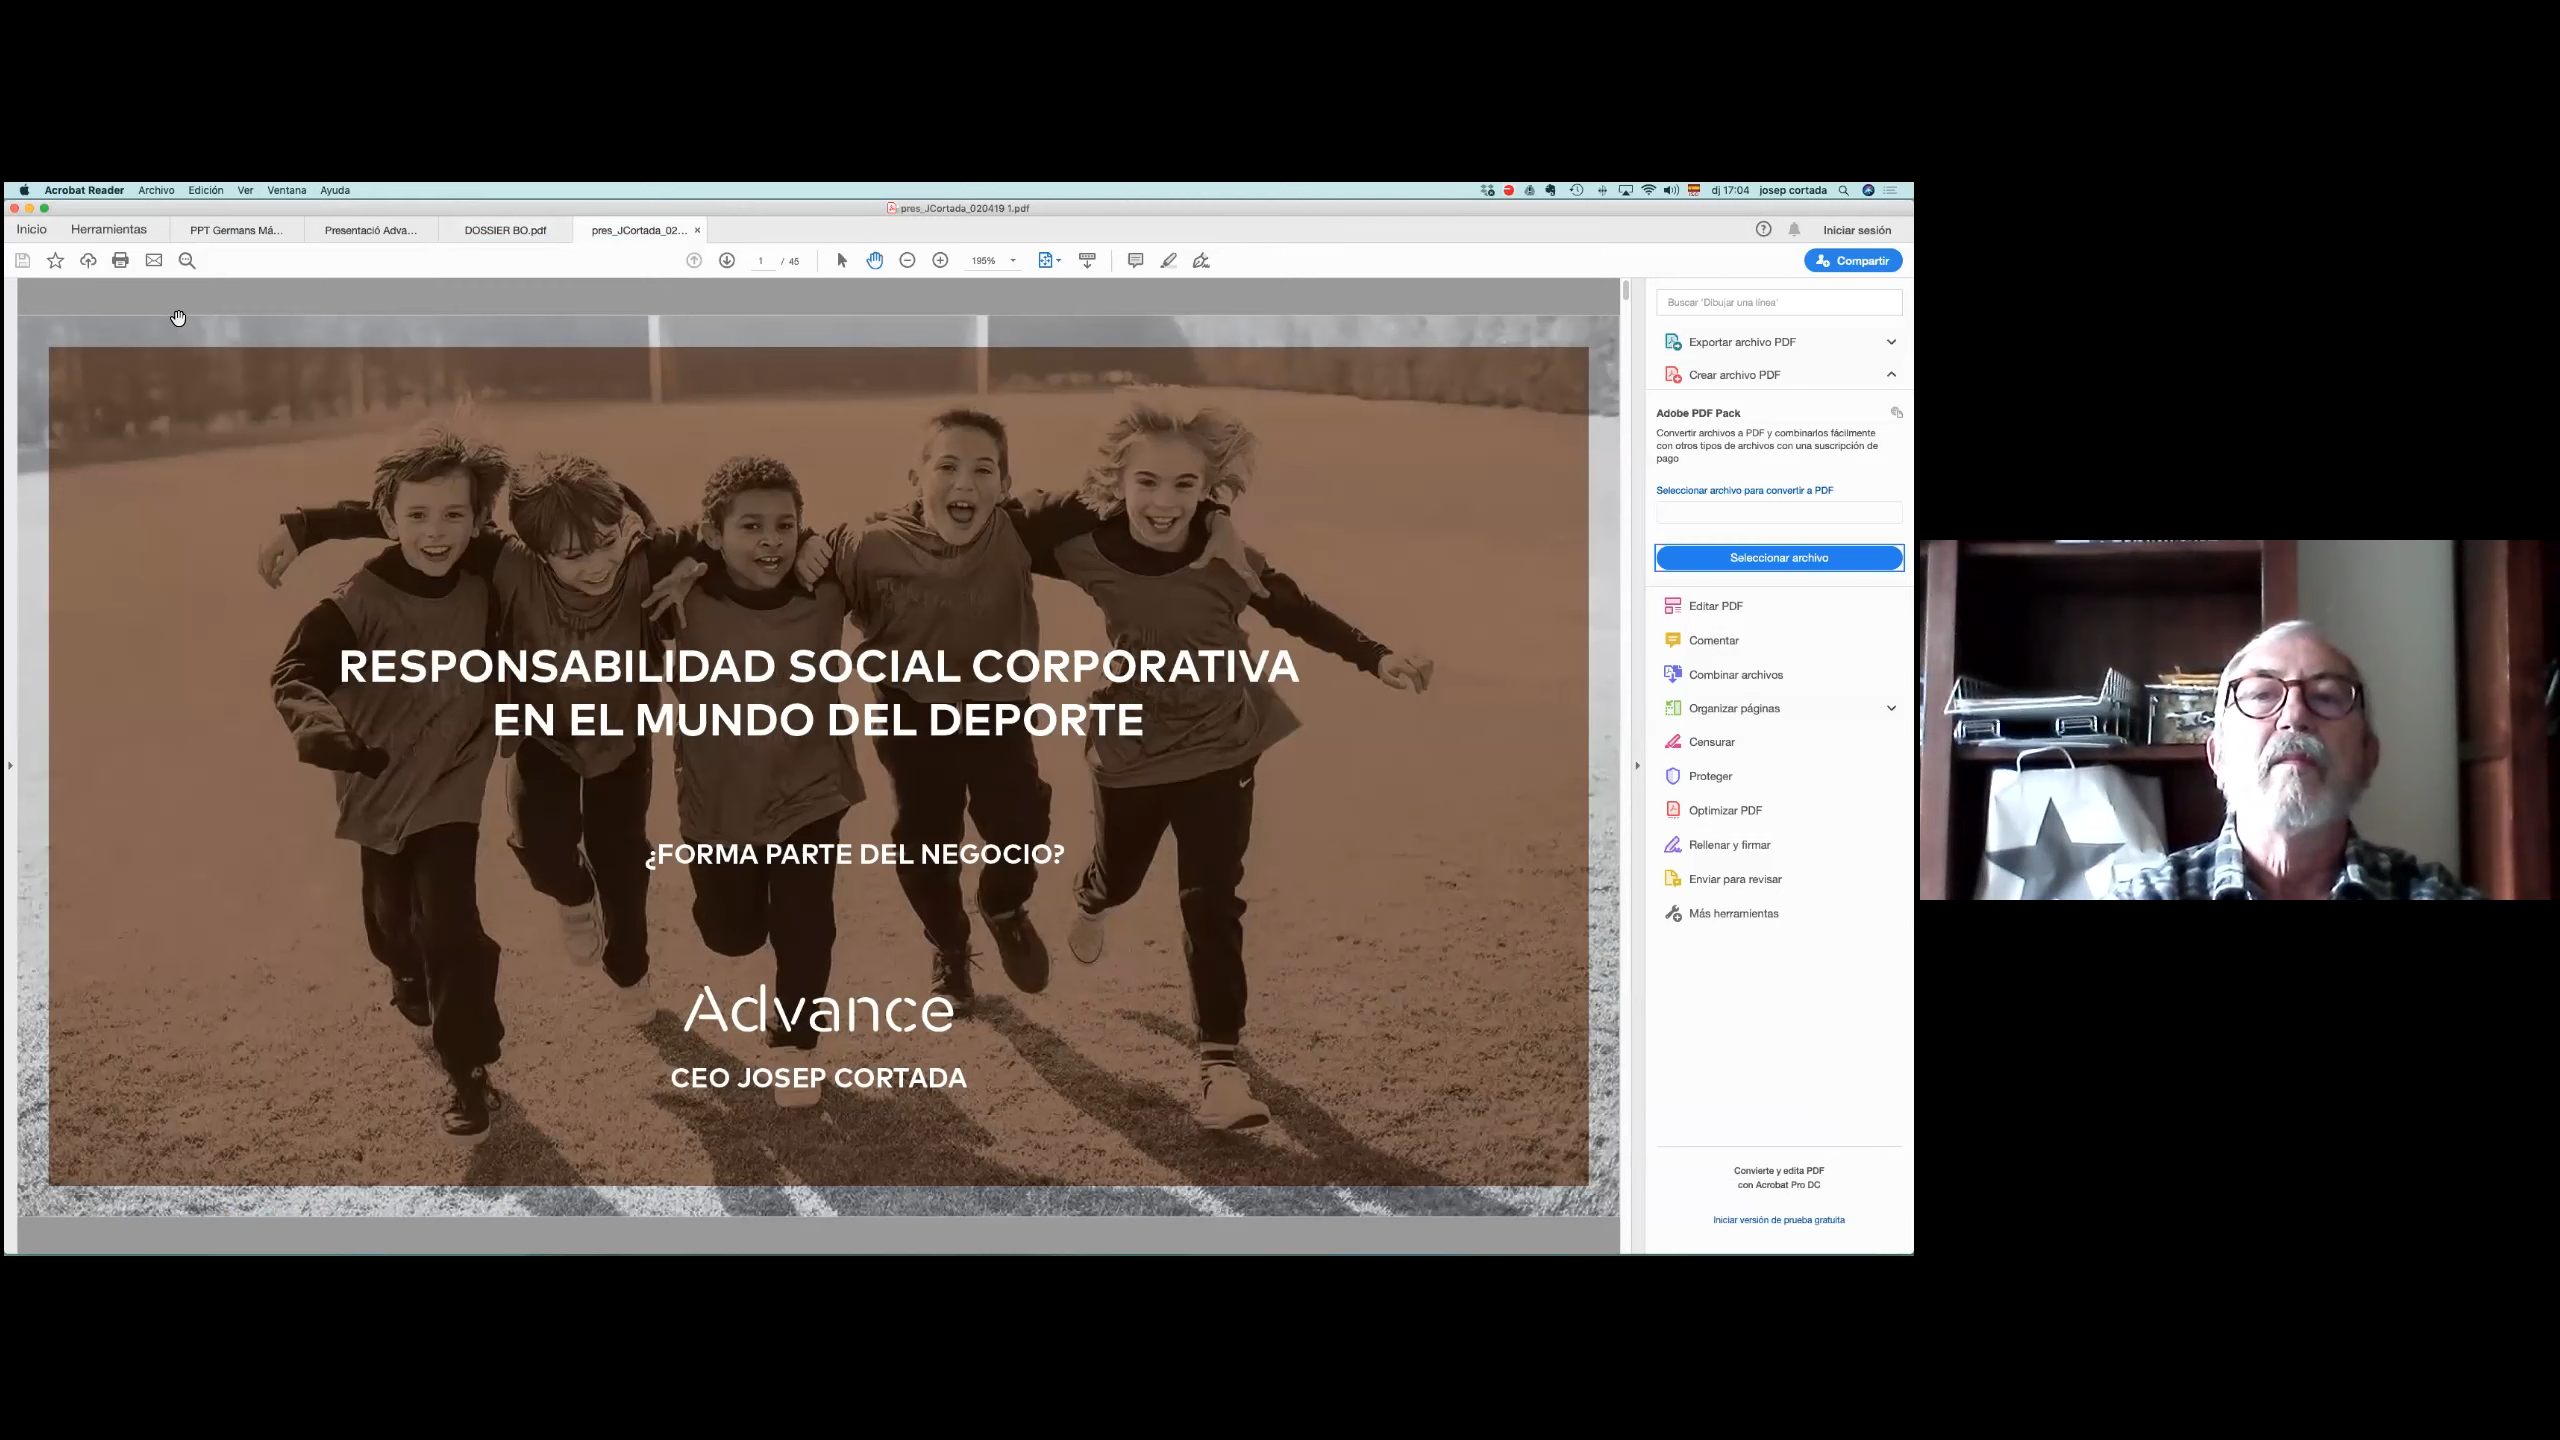 Acrobat Reader Archivo Edición Ver Ventana Ayuda
dj 17:04 josep cortada
pres_JCortada_020419 1.pdf
Inicio Herramientas PPT Germans Má... Presentació Adva... DOSSIER BO.pdf pres_JCortada_02... ×
Iniciar sesión
1 / 45 195%
Compartir
RESPONSABILIDAD SOCIAL CORPORATIVA
EN EL MUNDO DEL DEPORTE
¿FORMA PARTE DEL NEGOCIO?
Advance
CEO JOSEP CORTADA
Buscar 'Dibujar una línea'
Exportar archivo PDF
Crear archivo PDF
Adobe PDF Pack
Convertir archivos a PDF y combinarlos fácilmente
con otros tipos de archivos con una suscripción de
pago
Seleccionar archivo para convertir a PDF
Seleccionar archivo
Editar PDF
Comentar
Combinar archivos
Organizar páginas
Censurar
Proteger
Optimizar PDF
Rellenar y firmar
Enviar para revisar
Más herramientas
Convierte y edita PDF
con Acrobat Pro DC
Iniciar versión de prueba gratuita